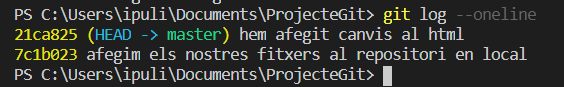 PS C:\Users\ipuli\Documents\ProjecteGit> git log --oneline
21ca825 (HEAD -> master) hem afegit canvis al html
7c1b023 afegim els nostres fitxers al repositori en local
PS C:\Users\ipuli\Documents\ProjecteGit>